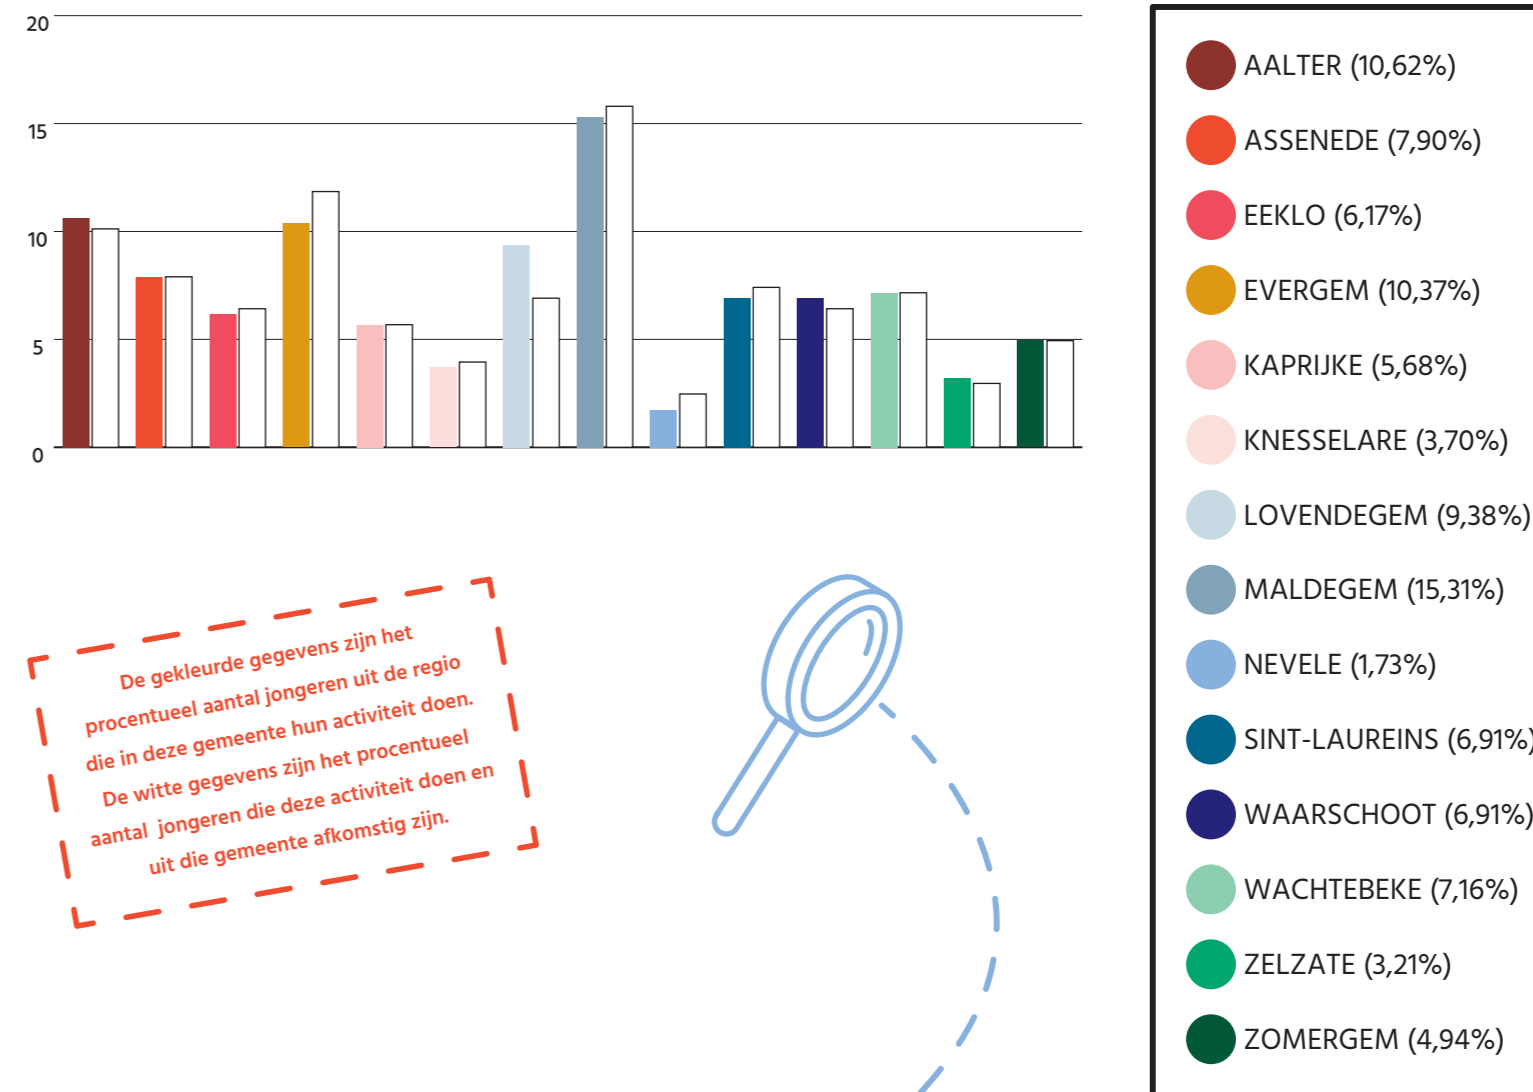 20
15
10
5
0
AALTER (10,62%)
ASSENEDE (7,90%)
EEKLO (6,17%)
EVERGEM (10,37%)
KAPRIJKE (5,68%)
KNESSELARE (3,70%)
LOVENDEGEM (9,38%)
MALDEGEM (15,31%)
NEVELE (1,73%)
SINT-LAUREINS (6,91%)
WAARSCHOOT (6,91%)
WACHTEBEKE (7,16%)
ZELZATE (3,21%)
ZOMERGEM (4,94%)
De gekleurde gegevens zijn het
procentueel aantal jongeren uit de regio
die in deze gemeente hun activiteit doen.
De witte gegevens zijn het procentueel
aantal jongeren die deze activiteit doen en
uit die gemeente afkomstig zijn.